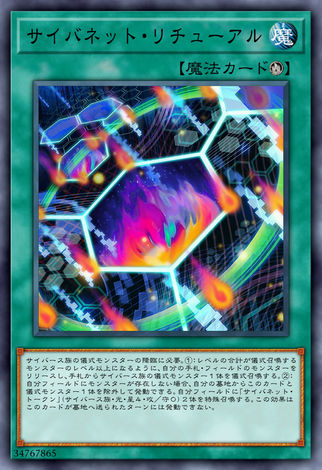 サイバネット・リチューアル
魔
【魔法カード】
サイバース族の儀式モンスターの降臨に必要。①：レベルの合計が儀式召喚する
モンスターのレベル以上になるように、自分の手札・フィールドのモンスターを
リリースし、手札からサイバース族の儀式モンスター１体を儀式召喚する。②：
自分フィールドにモンスターが存在しない場合、自分の墓地からこのカードと
儀式モンスター１体を除外して発動できる。自分フィールドに「サイバネット・
トークン」（サイバース族・光・星４・攻／守０）２体を特殊召喚する。この効果は
このカードが墓地へ送られたターンには発動できない。
34767865